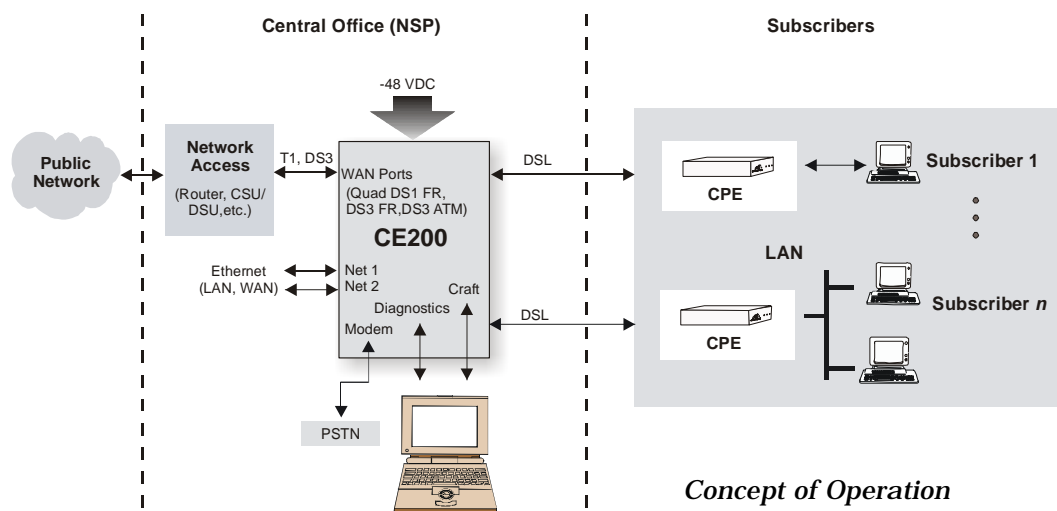 Central Office (NSP)
Subscribers
-48 VDC
Public
Network
Network
Access
(Router, CSU/
DSU,etc.)
T1, DS3
WAN Ports
(Quad DS1 FR,
DS3 FR,DS3 ATM)
CE200
Ethernet
(LAN, WAN)
Net 1
Net 2
Craft
Diagnostics
Modem
PSTN
DSL
DSL
CPE
Subscriber 1
LAN
CPE
Subscriber n
Concept of Operation